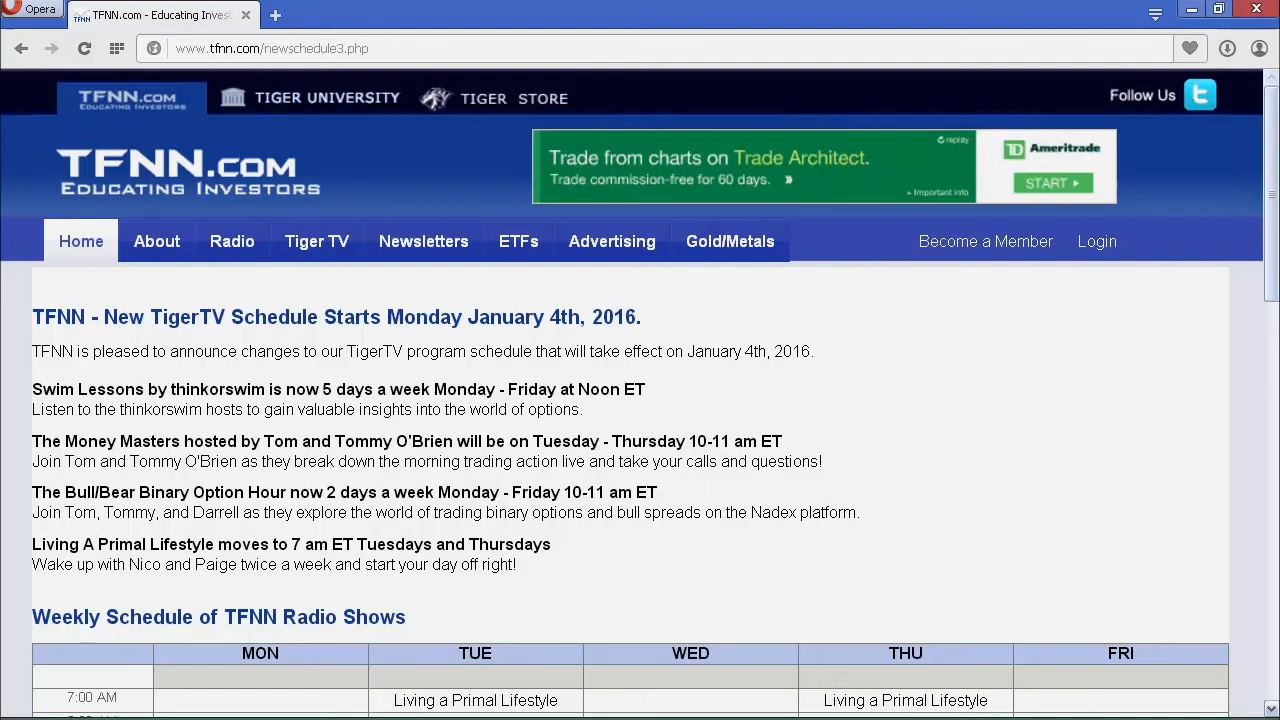 Opera
TFNN.com - Educating Inves
www.tfnn.com/newschedule3.php
TFNN.com
EDUCATING INVESTORS
TIGER UNIVERSITY
TIGER STORE
Follow Us
TFNN.COM
EDUCATING INVESTORS
Trade from charts on Trade Architect.
Trade commission-free for 60 days. »
replay
+ Important info
TD Ameritrade
START
Home About Radio Tiger TV Newsletters ETFs Advertising Gold/Metals Become a Member Login
TFNN - New TigerTV Schedule Starts Monday January 4th, 2016.
TFNN is pleased to announce changes to our TigerTV program schedule that will take effect on January 4th, 2016.
Swim Lessons by thinkorswim is now 5 days a week Monday - Friday at Noon ET
Listen to the thinkorswim hosts to gain valuable insights into the world of options.
The Money Masters hosted by Tom and Tommy O'Brien will be on Tuesday - Thursday 10-11 am ET
Join Tom and Tommy O'Brien as they break down the morning trading action live and take your calls and questions!
The Bull/Bear Binary Option Hour now 2 days a week Monday - Friday 10-11 am ET
Join Tom, Tommy, and Darrell as they explore the world of trading binary options and bull spreads on the Nadex platform.
Living A Primal Lifestyle moves to 7 am ET Tuesdays and Thursdays
Wake up with Nico and Paige twice a week and start your day off right!
Weekly Schedule of TFNN Radio Shows
MON TUE WED THU FRI
7:00 AM Living a Primal Lifestyle Living a Primal Lifestyle